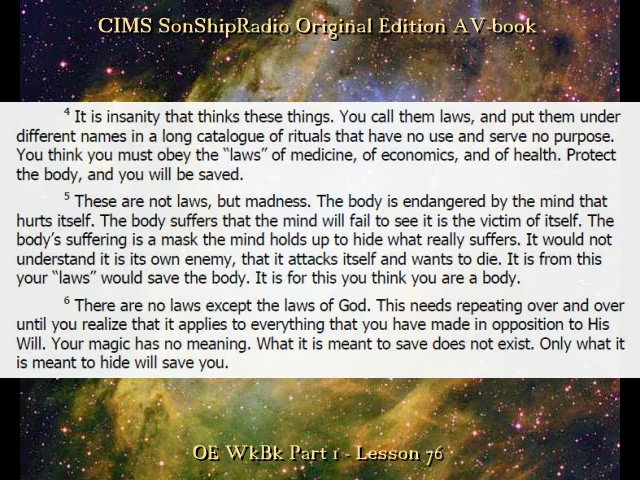 CIMS SonShipRadio Original Edition AV-book
4 It is insanity that thinks these things. You call them laws, and put them under
different names in a long catalogue of rituals that have no use and serve no purpose.
You think you must obey the “laws” of medicine, of economics, and of health. Protect
the body, and you will be saved.
5 These are not laws, but madness. The body is endangered by the mind that
hurts itself. The body suffers that the mind will fail to see it is the victim of itself. The
body’s suffering is a mask the mind holds up to hide what really suffers. It would not
understand it is its own enemy, that it attacks itself and wants to die. It is from this
your “laws” would save the body. It is for this you think you are a body.
6 There are no laws except the laws of God. This needs repeating over and over
until you realize that it applies to everything that you have made in opposition to His
Will. Your magic has no meaning. What it is meant to save does not exist. Only what it
is meant to hide will save you.
OE WkBk Part 1 - Lesson 76